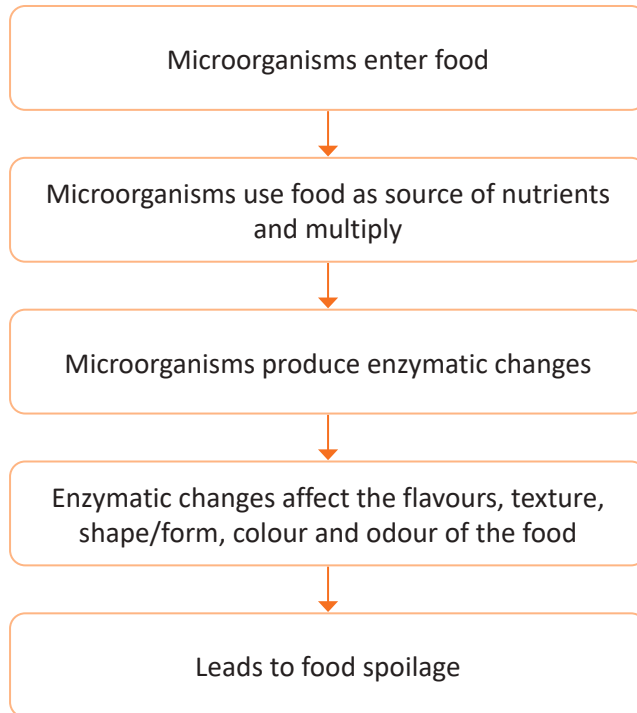 Microorganisms enter food
Microorganisms use food as source of nutrients
and multiply
Microorganisms produce enzymatic changes
Enzymatic changes affect the flavours, texture,
shape/form, colour and odour of the food
Leads to food spoilage